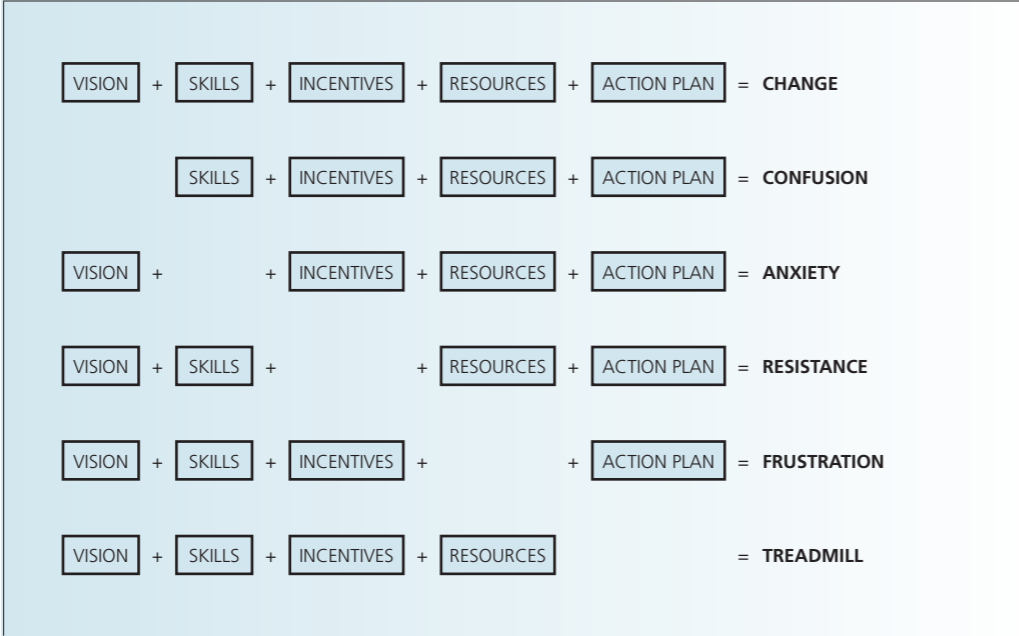 VISION + SKILLS + INCENTIVES + RESOURCES + ACTION PLAN = CHANGE
SKILLS + INCENTIVES + RESOURCES + ACTION PLAN = CONFUSION
VISION + + INCENTIVES + RESOURCES + ACTION PLAN = ANXIETY
VISION + SKILLS + + RESOURCES + ACTION PLAN = RESISTANCE
VISION + SKILLS + INCENTIVES + + ACTION PLAN = FRUSTRATION
VISION + SKILLS + INCENTIVES + RESOURCES = TREADMILL